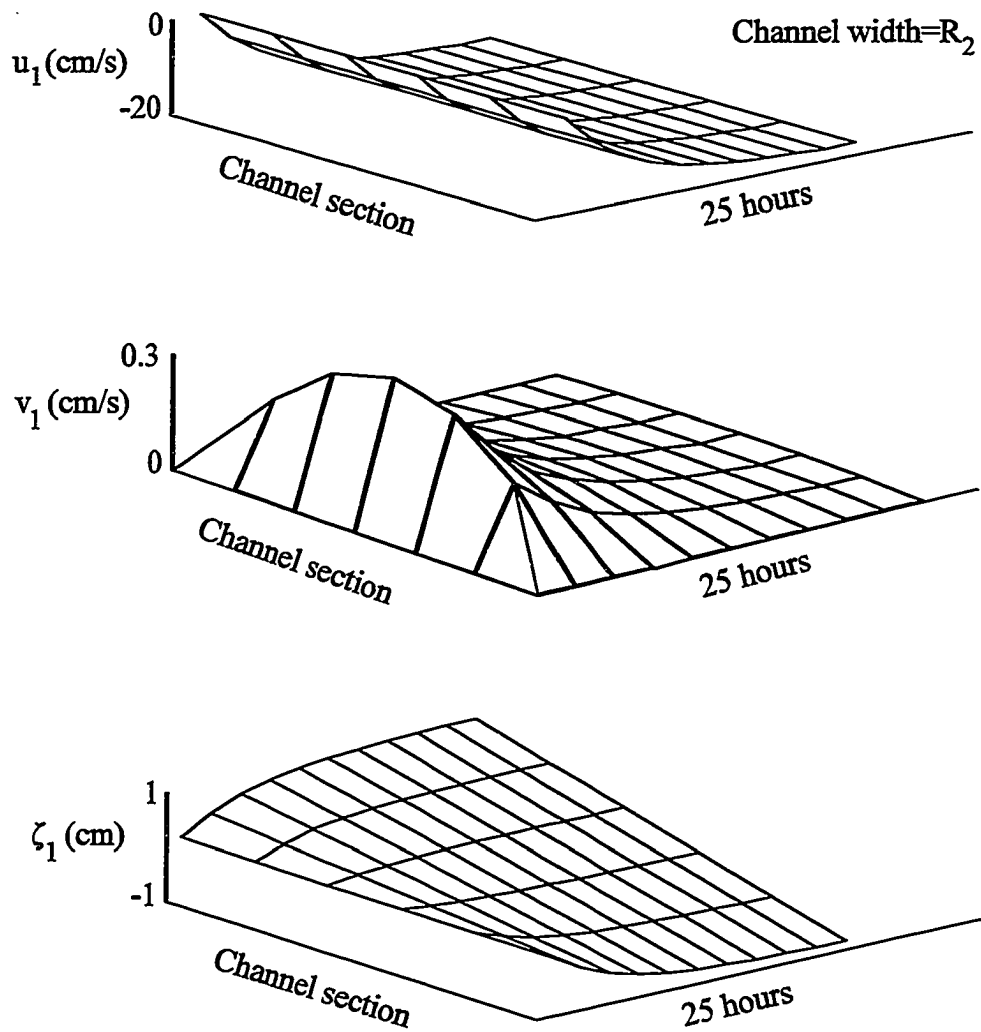 Channel width=R₂
0
u₁ (cm/s)
-20
Channel section
25 hours
0.3
v₁ (cm/s)
0
Channel section
25 hours
1
ζ₁ (cm)
-1
Channel section
25 hours